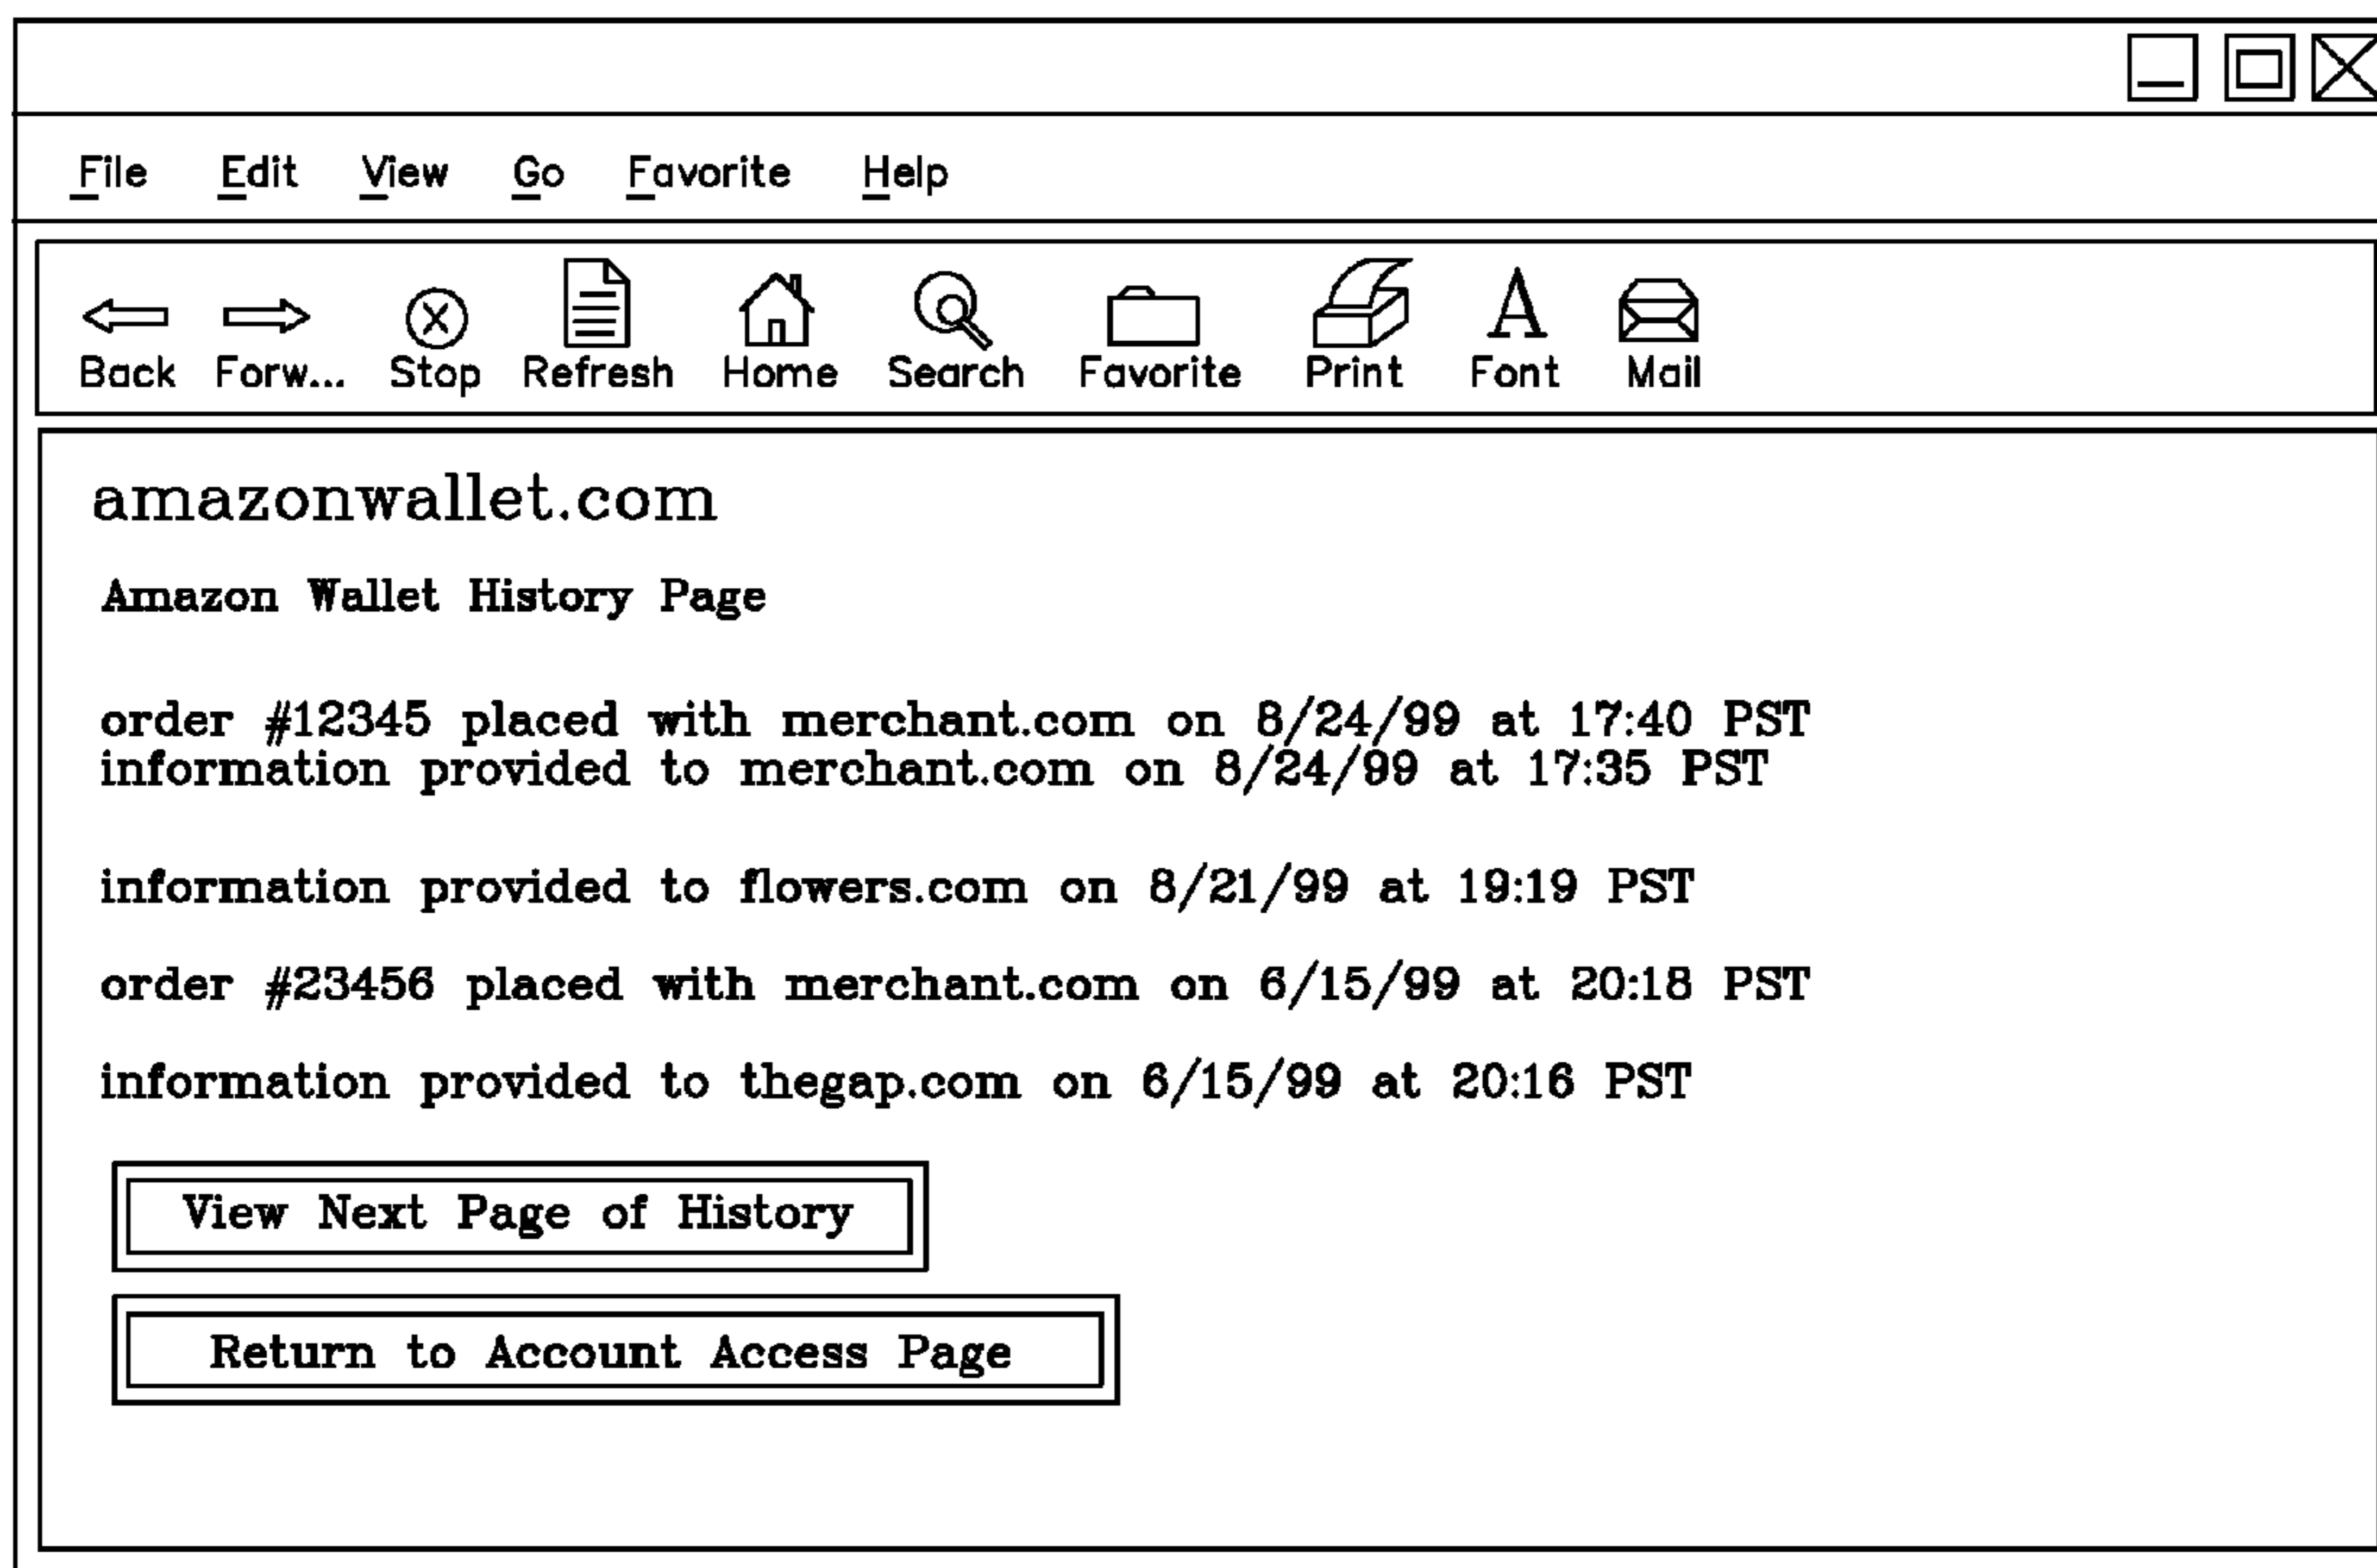 File Edit View Go Favorite Help
Back Forw... Stop Refresh Home Search Favorite Print Font Mail
amazonwallet.com
Amazon Wallet History Page
order #12345 placed with merchant.com on 8/24/99 at 17:40 PST
information provided to merchant.com on 8/24/99 at 17:35 PST
information provided to flowers.com on 8/21/99 at 19:19 PST
order #23456 placed with merchant.com on 6/15/99 at 20:18 PST
information provided to thegap.com on 6/15/99 at 20:16 PST
View Next Page of History
Return to Account Access Page